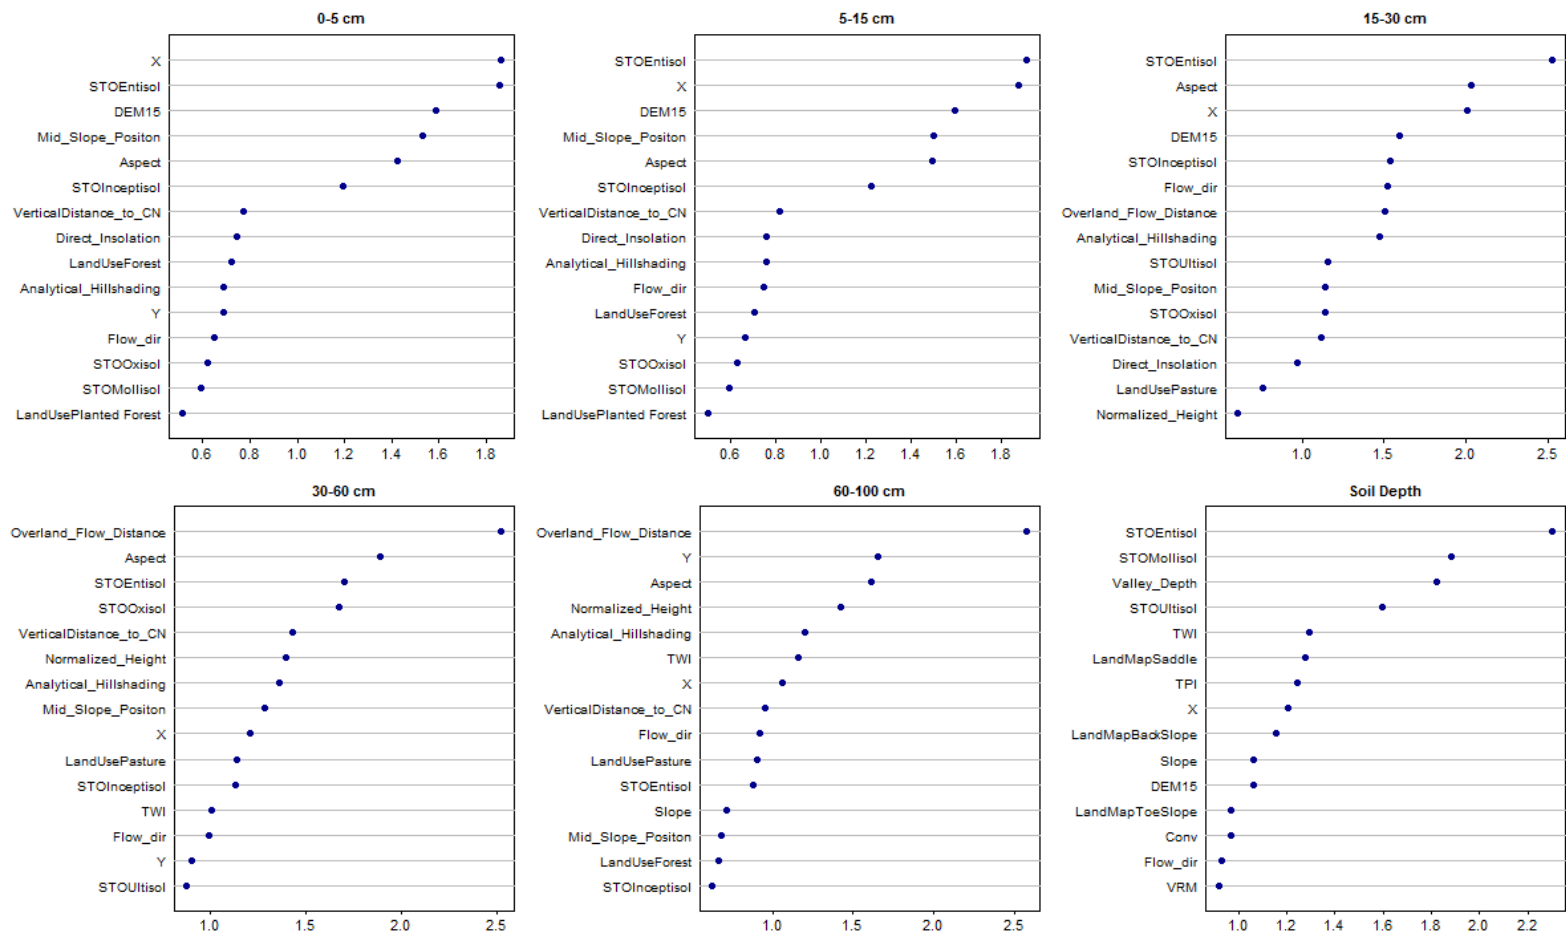 0-5 cm
X
STOEntisol
DEM15
Mid_Slope_Positon
Aspect
STOInceptisol
VerticalDistance_to_CN
Direct_Insolation
LandUseForest
Analytical_Hillshading
Y
Flow_dir
STOOxisol
STOMollisol
LandUsePlanted Forest
0.6 0.8 1.0 1.2 1.4 1.6 1.8
5-15 cm
STOEntisol
X
DEM15
Mid_Slope_Positon
Aspect
STOInceptisol
VerticalDistance_to_CN
Direct_Insolation
Analytical_Hillshading
Flow_dir
LandUseForest
Y
STOOxisol
STOMollisol
LandUsePlanted Forest
0.6 0.8 1.0 1.2 1.4 1.6 1.8
15-30 cm
STOEntisol
Aspect
X
DEM15
STOInceptisol
Flow_dir
Overland_Flow_Distance
Analytical_Hillshading
STOUltisol
Mid_Slope_Positon
STOOxisol
VerticalDistance_to_CN
Direct_Insolation
LandUsePasture
Normalized_Height
1.0 1.5 2.0 2.5
30-60 cm
Overland_Flow_Distance
Aspect
STOEntisol
STOOxisol
VerticalDistance_to_CN
Normalized_Height
Analytical_Hillshading
Mid_Slope_Positon
X
LandUsePasture
STOInceptisol
TWI
Flow_dir
Y
STOUltisol
1.0 1.5 2.0 2.5
60-100 cm
Overland_Flow_Distance
Y
Aspect
Normalized_Height
Analytical_Hillshading
TWI
X
VerticalDistance_to_CN
Flow_dir
LandUsePasture
STOEntisol
Slope
Mid_Slope_Positon
LandUseForest
STOInceptisol
1.0 1.5 2.0 2.5
Soil Depth
STOEntisol
STOMollisol
Valley_Depth
STOUltisol
TWI
LandMapSaddle
TPI
X
LandMapBackSlope
Slope
DEM15
LandMapToeSlope
Conv
Flow_dir
VRM
1.0 1.2 1.4 1.6 1.8 2.0 2.2